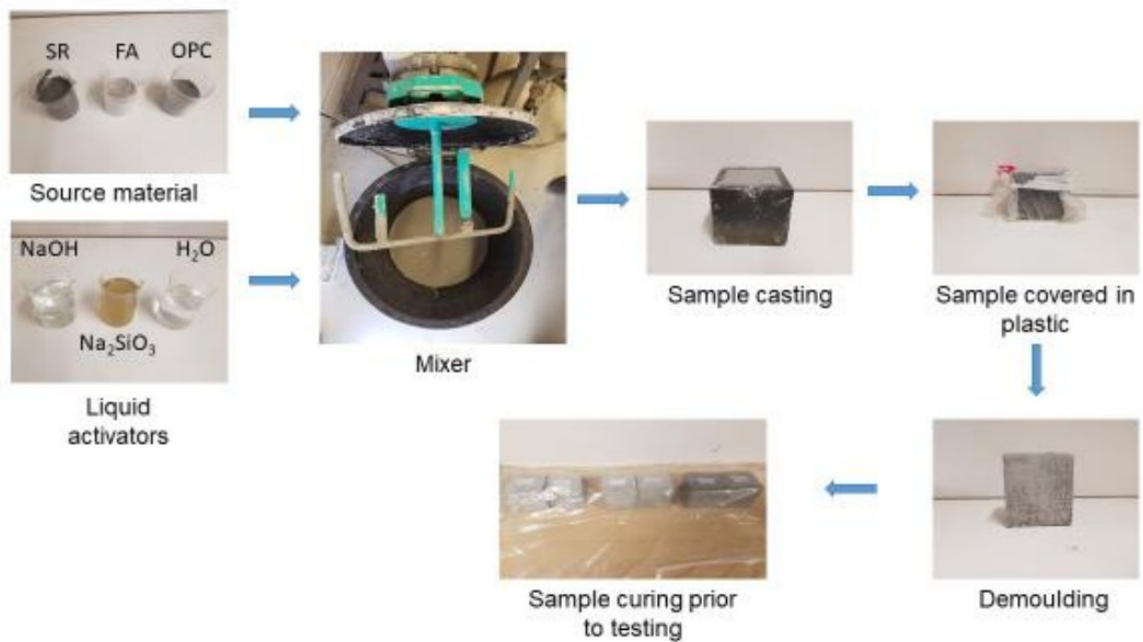 SR FA OPC
Source material
NaOH H₂O
Na₂SiO₃
Liquid
activators
Mixer
Sample casting
Sample covered in
plastic
Demoulding
Sample curing prior
to testing